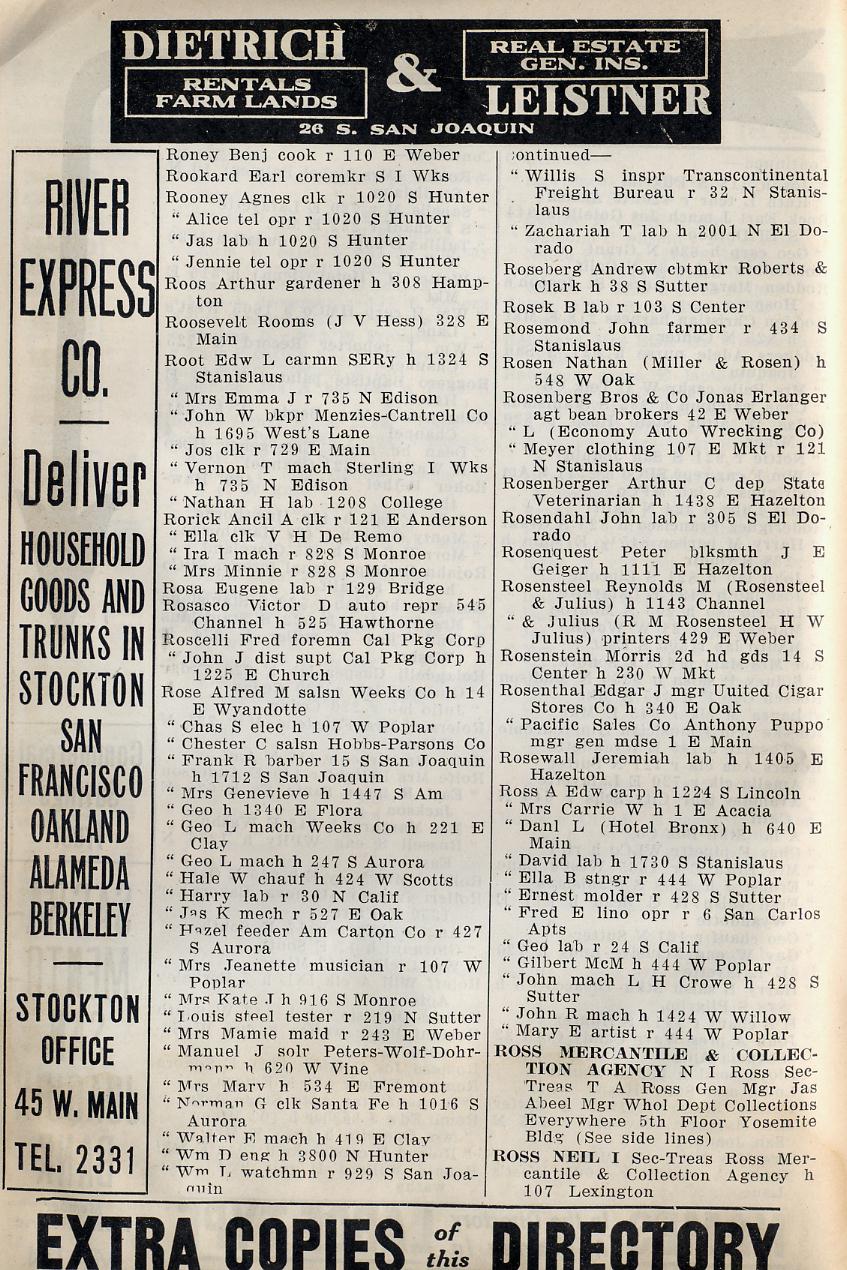 DIETRICH
RENTALS
FARM LANDS
&
REAL ESTATE
GEN. INS.
LEISTNER
26 S. SAN JOAQUIN
RIVER
EXPRESS
CO.
Deliver
HOUSEHOLD
GOODS AND
TRUNKS IN
STOCKTON
SAN
FRANCISCO
OAKLAND
ALAMEDA
BERKELEY
STOCKTON
OFFICE
45 W. MAIN
TEL. 2331
Roney Benj cook r 110 E Weber
Rookard Earl coremkr S I Wks
Rooney Agnes clk r 1020 S Hunter
“ Alice tel opr r 1020 S Hunter
“ Jas lab h 1020 S Hunter
“ Jennie tel opr r 1020 S Hunter
Roos Arthur gardener h 308 Hamp-
ton
Roosevelt Rooms (J V Hess) 328 E
Main
Root Edw L carmn SERy h 1324 S
Stanislaus
“ Mrs Emma J r 735 N Edison
“ John W bkpr Menzies-Cantrell Co
h 1695 West's Lane
“ Jos clk r 729 E Main
“ Vernon T mach Sterling I Wks
h 735 N Edison
“ Nathan H lab 1208 College
Rorick Ancil A clk r 121 E Anderson
“ Ella clk V H De Remo
“ Ira I mach r 828 S Monroe
“ Mrs Minnie r 828 S Monroe
Rosa Eugene lab r 129 Bridge
Rosasco Victor D auto repr 545
Channel h 525 Hawthorne
Roscelli Fred foremn Cal Pkg Corp
“ John J dist supt Cal Pkg Corp h
1225 E Church
Rose Alfred M salsn Weeks Co h 14
E Wyandotte
“ Chas S elec h 107 W Poplar
“ Chester C salsn Hobbs-Parsons Co
“ Frank R barber 15 S San Joaquin
h 1712 S San Joaquin
“ Mrs Genevieve h 1447 S Am
“ Geo h 1340 E Flora
“ Geo L mach Weeks Co h 221 E
Clay
“ Geo L mach h 247 S Aurora
“ Hale W chauf h 424 W Scotts
“ Harry lab r 30 N Calif
“ Jas K mech r 527 E Oak
“ Hazel feeder Am Carton Co r 427
S Aurora
“ Mrs Jeanette musician r 107 W
Poplar
“ Mrs Kate J h 916 S Monroe
“ Louis steel tester r 219 N Sutter
“ Mrs Mamie maid r 243 E Weber
“ Manuel J solr Peters-Wolf-Dohr-
mann h 620 W Vine
“ Mrs Mary h 534 E Fremont
“ Norman G clk Santa Fe h 1016 S
Aurora
“ Walter E mach h 419 E Clay
“ Wm D eng h 3800 N Hunter
“ Wm L watchmn r 929 S San Joa-
quin
continued—
“ Willis S inspr Transcontinental
Freight Bureau r 32 N Stanis-
laus
“ Zachariah T lab h 2001 N El Do-
rado
Roseberg Andrew cbtmkr Roberts &
Clark h 38 S Sutter
Rosek B lab r 103 S Center
Rosemond John farmer r 434 S
Stanislaus
Rosen Nathan (Miller & Rosen) h
548 W Oak
Rosenberg Bros & Co Jonas Erlanger
agt bean brokers 42 E Weber
“ L (Economy Auto Wrecking Co)
“ Meyer clothing 107 E Mkt r 121
N Stanislaus
Rosenberger Arthur C dep State
Veterinarian h 1438 E Hazelton
Rosendahl John lab r 305 S El Do-
rado
Rosenquest Peter blksmth J E
Geiger h 1111 E Hazelton
Rosensteel Reynolds M (Rosensteel
& Julius) h 1143 Channel
“ & Julius (R M Rosensteel H W
Julius) printers 429 E Weber
Rosenstein Morris 2d hd gds 14 S
Center h 230 W Mkt
Rosenthal Edgar J mgr Uuited Cigar
Stores Co h 340 E Oak
“ Pacific Sales Co Anthony Puppo
mgr gen mdse 1 E Main
Rosewall Jeremiah lab h 1405 E
Hazelton
Ross A Edw carp h 1224 S Lincoln
“ Mrs Carrie W h 1 E Acacia
“ Danl L (Hotel Bronx) h 640 E
Main
“ David lab h 1730 S Stanislaus
“ Ella B stngr r 444 W Poplar
“ Ernest molder r 428 S Sutter
“ Fred E lino opr r 6 San Carlos
Apts
“ Geo lab r 24 S Calif
“ Gilbert McM h 444 W Poplar
“ John mach L H Crowe h 428 S
Sutter
“ John R mach h 1424 W Willow
“ Mary E artist r 444 W Poplar
ROSS MERCANTILE & COLLEC-
TION AGENCY N I Ross Sec-
Treas T A Ross Gen Mgr Jas
Abeel Mgr Whol Dept Collections
Everywhere 5th Floor Yosemite
Bldg (See side lines)
ROSS NEIL I Sec-Treas Ross Mer-
cantile & Collection Agency h
107 Lexington
EXTRA COPIES of this DIRECTORY